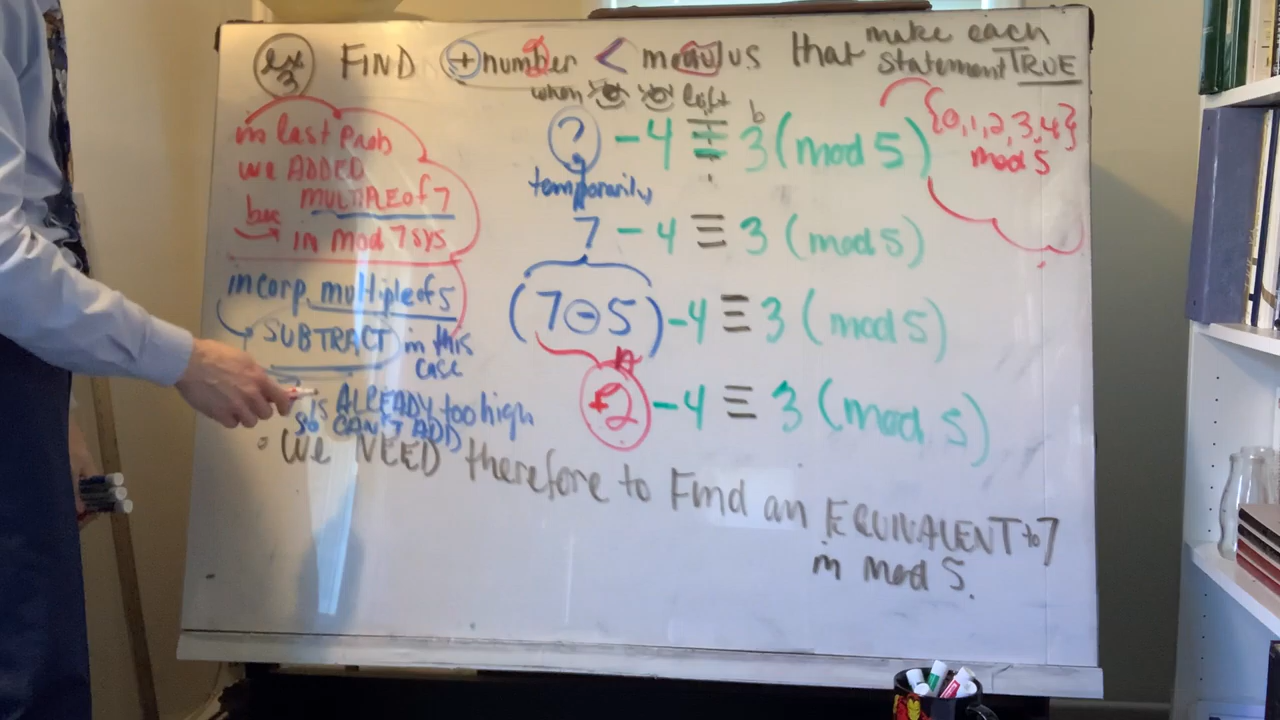 ex 3 FIND + number < modulus that make each statement TRUE
when left
? - 4 ≡ 3 (mod 5)
b
{0,1,2,3,4}
mod 5
temporarily
7 - 4 ≡ 3 (mod 5)
(7 - 5) - 4 ≡ 3 (mod 5)
+2 - 4 ≡ 3 (mod 5)
in last prob
we ADDED
MULTIPLE of 7
bec
in mod 7 sys
incorp multiple of 5
SUBTRACT in this
case
is ALREADY too high
so CAN'T ADD
• We NEED therefore to Find an EQUIVALENT to 7
in mod 5.